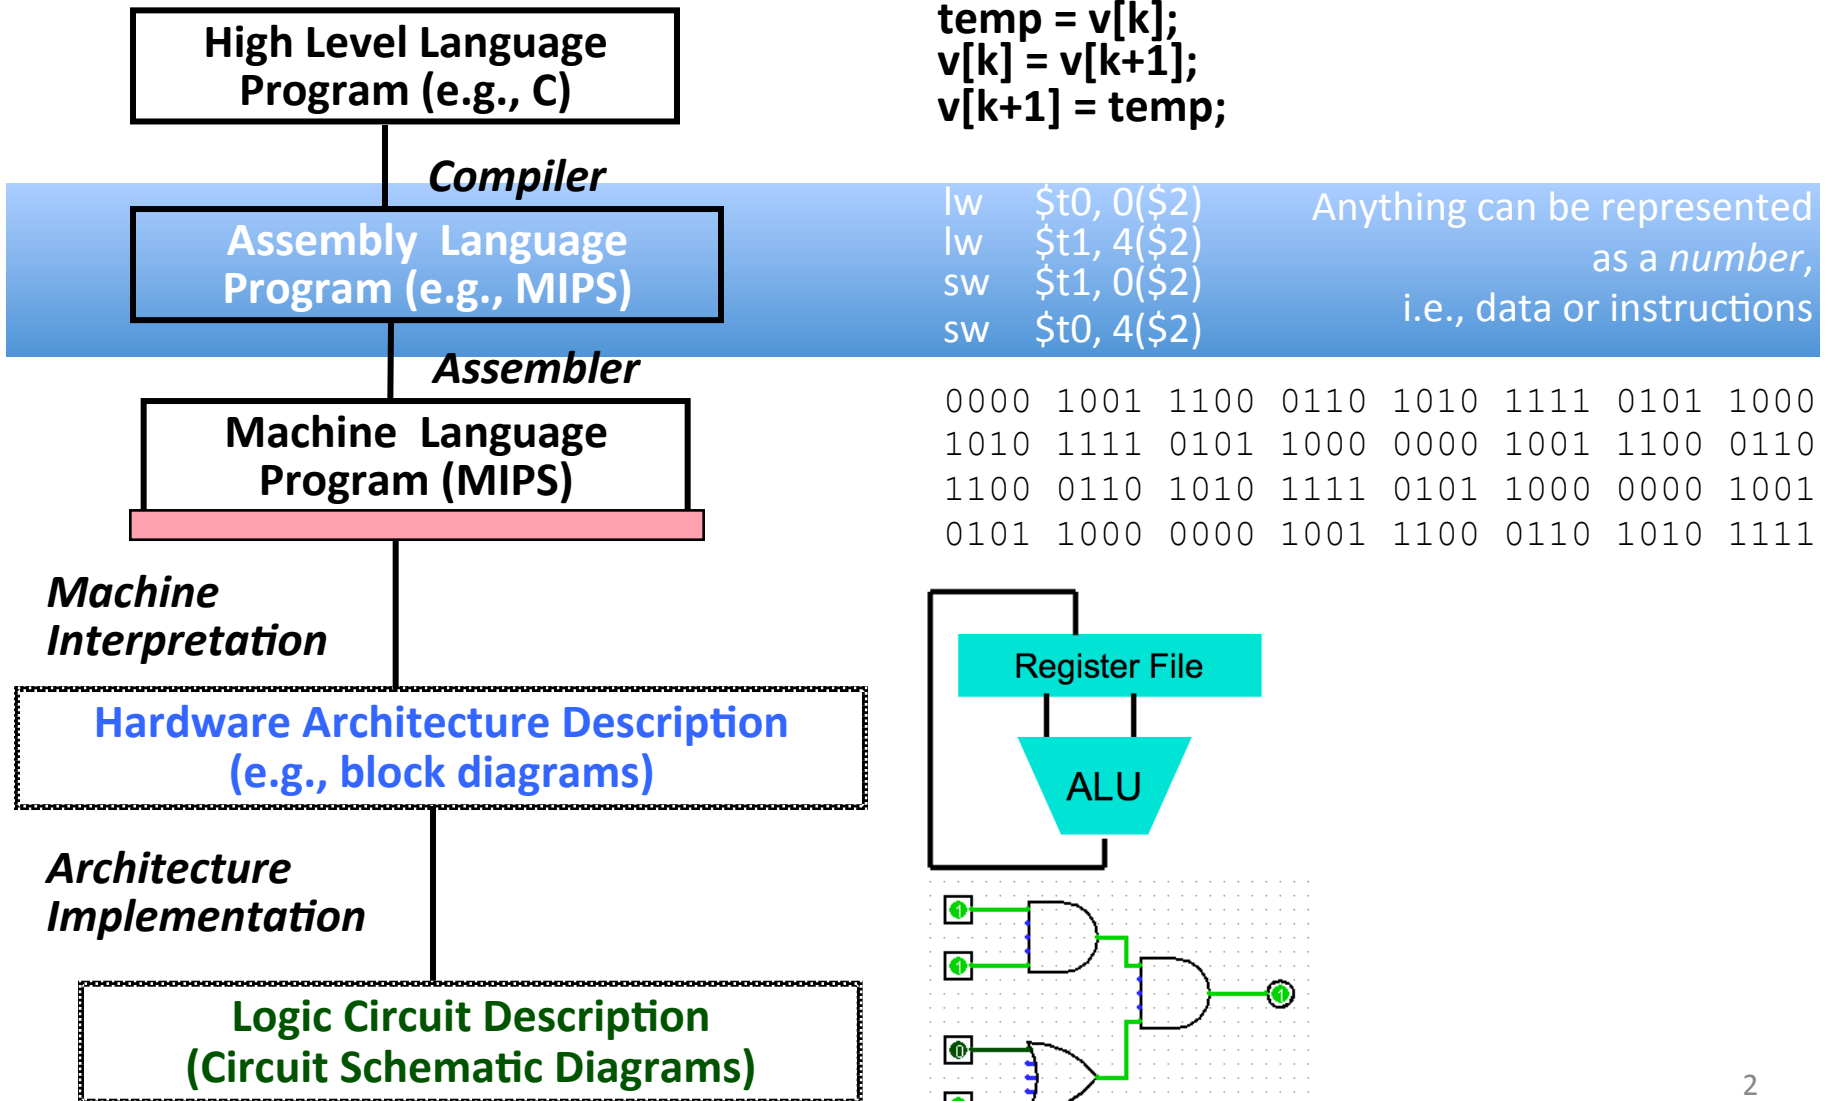 High Level Language
Program (e.g., C)
temp = v[k];
v[k] = v[k+1];
v[k+1] = temp;
Compiler
Assembly Language
Program (e.g., MIPS)
lw $t0, 0($2)
lw $t1, 4($2)
sw $t1, 0($2)
sw $t0, 4($2)
Anything can be represented
as a number,
i.e., data or instructions
Assembler
Machine Language
Program (MIPS)
0000 1001 1100 0110 1010 1111 0101 1000
1010 1111 0101 1000 0000 1001 1100 0110
1100 0110 1010 1111 0101 1000 0000 1001
0101 1000 0000 1001 1100 0110 1010 1111
Machine
Interpretation
Register File
ALU
Hardware Architecture Description
(e.g., block diagrams)
Architecture
Implementation
1
1
1
0
Logic Circuit Description
(Circuit Schematic Diagrams)
2